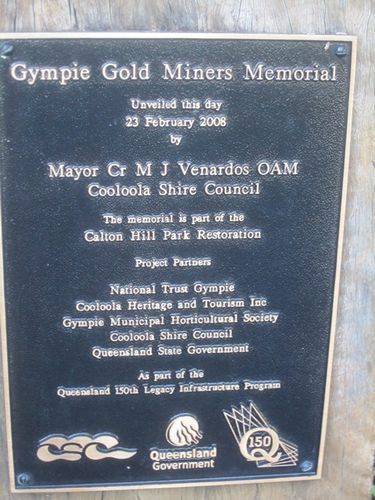 Gympie Gold Miners Memorial
Unveiled this day
23 February 2008
by
Mayor Cr M J Venardos OAM
Cooloola Shire Council
The memorial is part of the
Calton Hill Park Restoration
Project Partners
National Trust Gympie
Cooloola Heritage and Tourism Inc
Gympie Municipal Horticultural Society
Cooloola Shire Council
Queensland State Government
As part of the
Queensland 150th Legacy Infrastructure Program
CSC
Queensland
Government
Q150